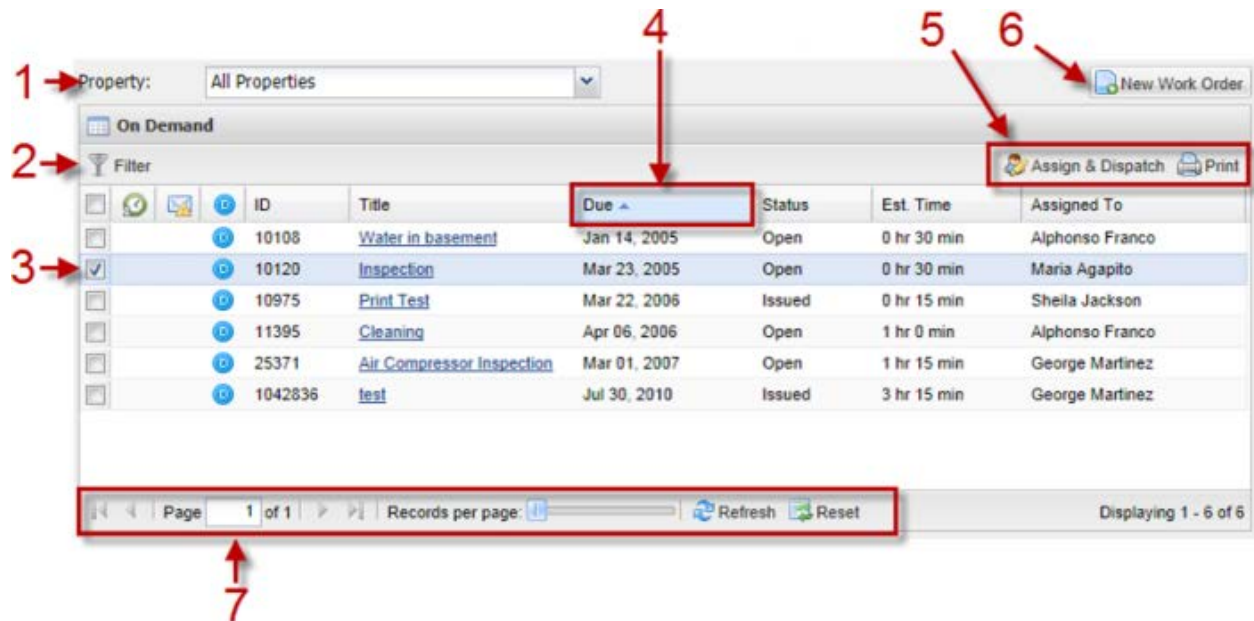 4
5
6
1
Property:
All Properties
New Work Order
On Demand
2
Filter
Assign & Dispatch
Print
ID Title Due Status Est. Time Assigned To
D 10108 Water in basement Jan 14, 2005 Open 0 hr 30 min Alphonso Franco
3
D 10120 Inspection Mar 23, 2005 Open 0 hr 30 min Maria Agapito
D 10975 Print Test Mar 22, 2006 Issued 0 hr 15 min Sheila Jackson
D 11395 Cleaning Apr 06, 2006 Open 1 hr 0 min Alphonso Franco
D 25371 Air Compressor Inspection Mar 01, 2007 Open 1 hr 15 min George Martinez
D 1042836 test Jul 30, 2010 Issued 3 hr 15 min George Martinez
Page 1 of 1 Records per page: Refresh Reset Displaying 1 - 6 of 6
7